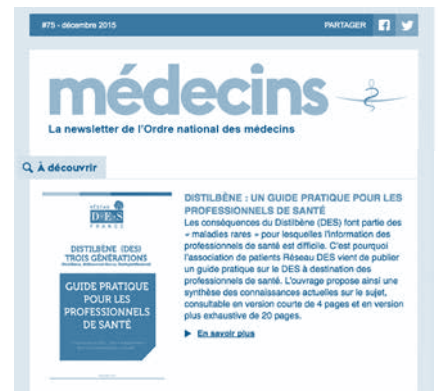 #75 - décembre 2015
PARTAGER
médecins
La newsletter de l'Ordre national des médecins
À découvrir
RÉSEAU
D·E·S
FRANCE
DISTILBÈNE (DES)
TROIS GÉNÉRATIONS
GUIDE PRATIQUE
POUR LES
PROFESSIONNELS
DE SANTÉ
DISTILBÈNE : UN GUIDE PRATIQUE POUR LES
PROFESSIONNELS DE SANTÉ
Les conséquences du Distilbène (DES) font partie des
« maladies rares » pour lesquelles l'information des
professionnels de santé est difficile. C'est pourquoi
l'association de patients Réseau DES vient de publier
un guide pratique sur le DES à destination des
professionnels de santé. L'ouvrage propose ainsi une
synthèse des connaissances actuelles sur le sujet,
consultable en version courte de 4 pages et en version
plus exhaustive de 20 pages.
En savoir plus